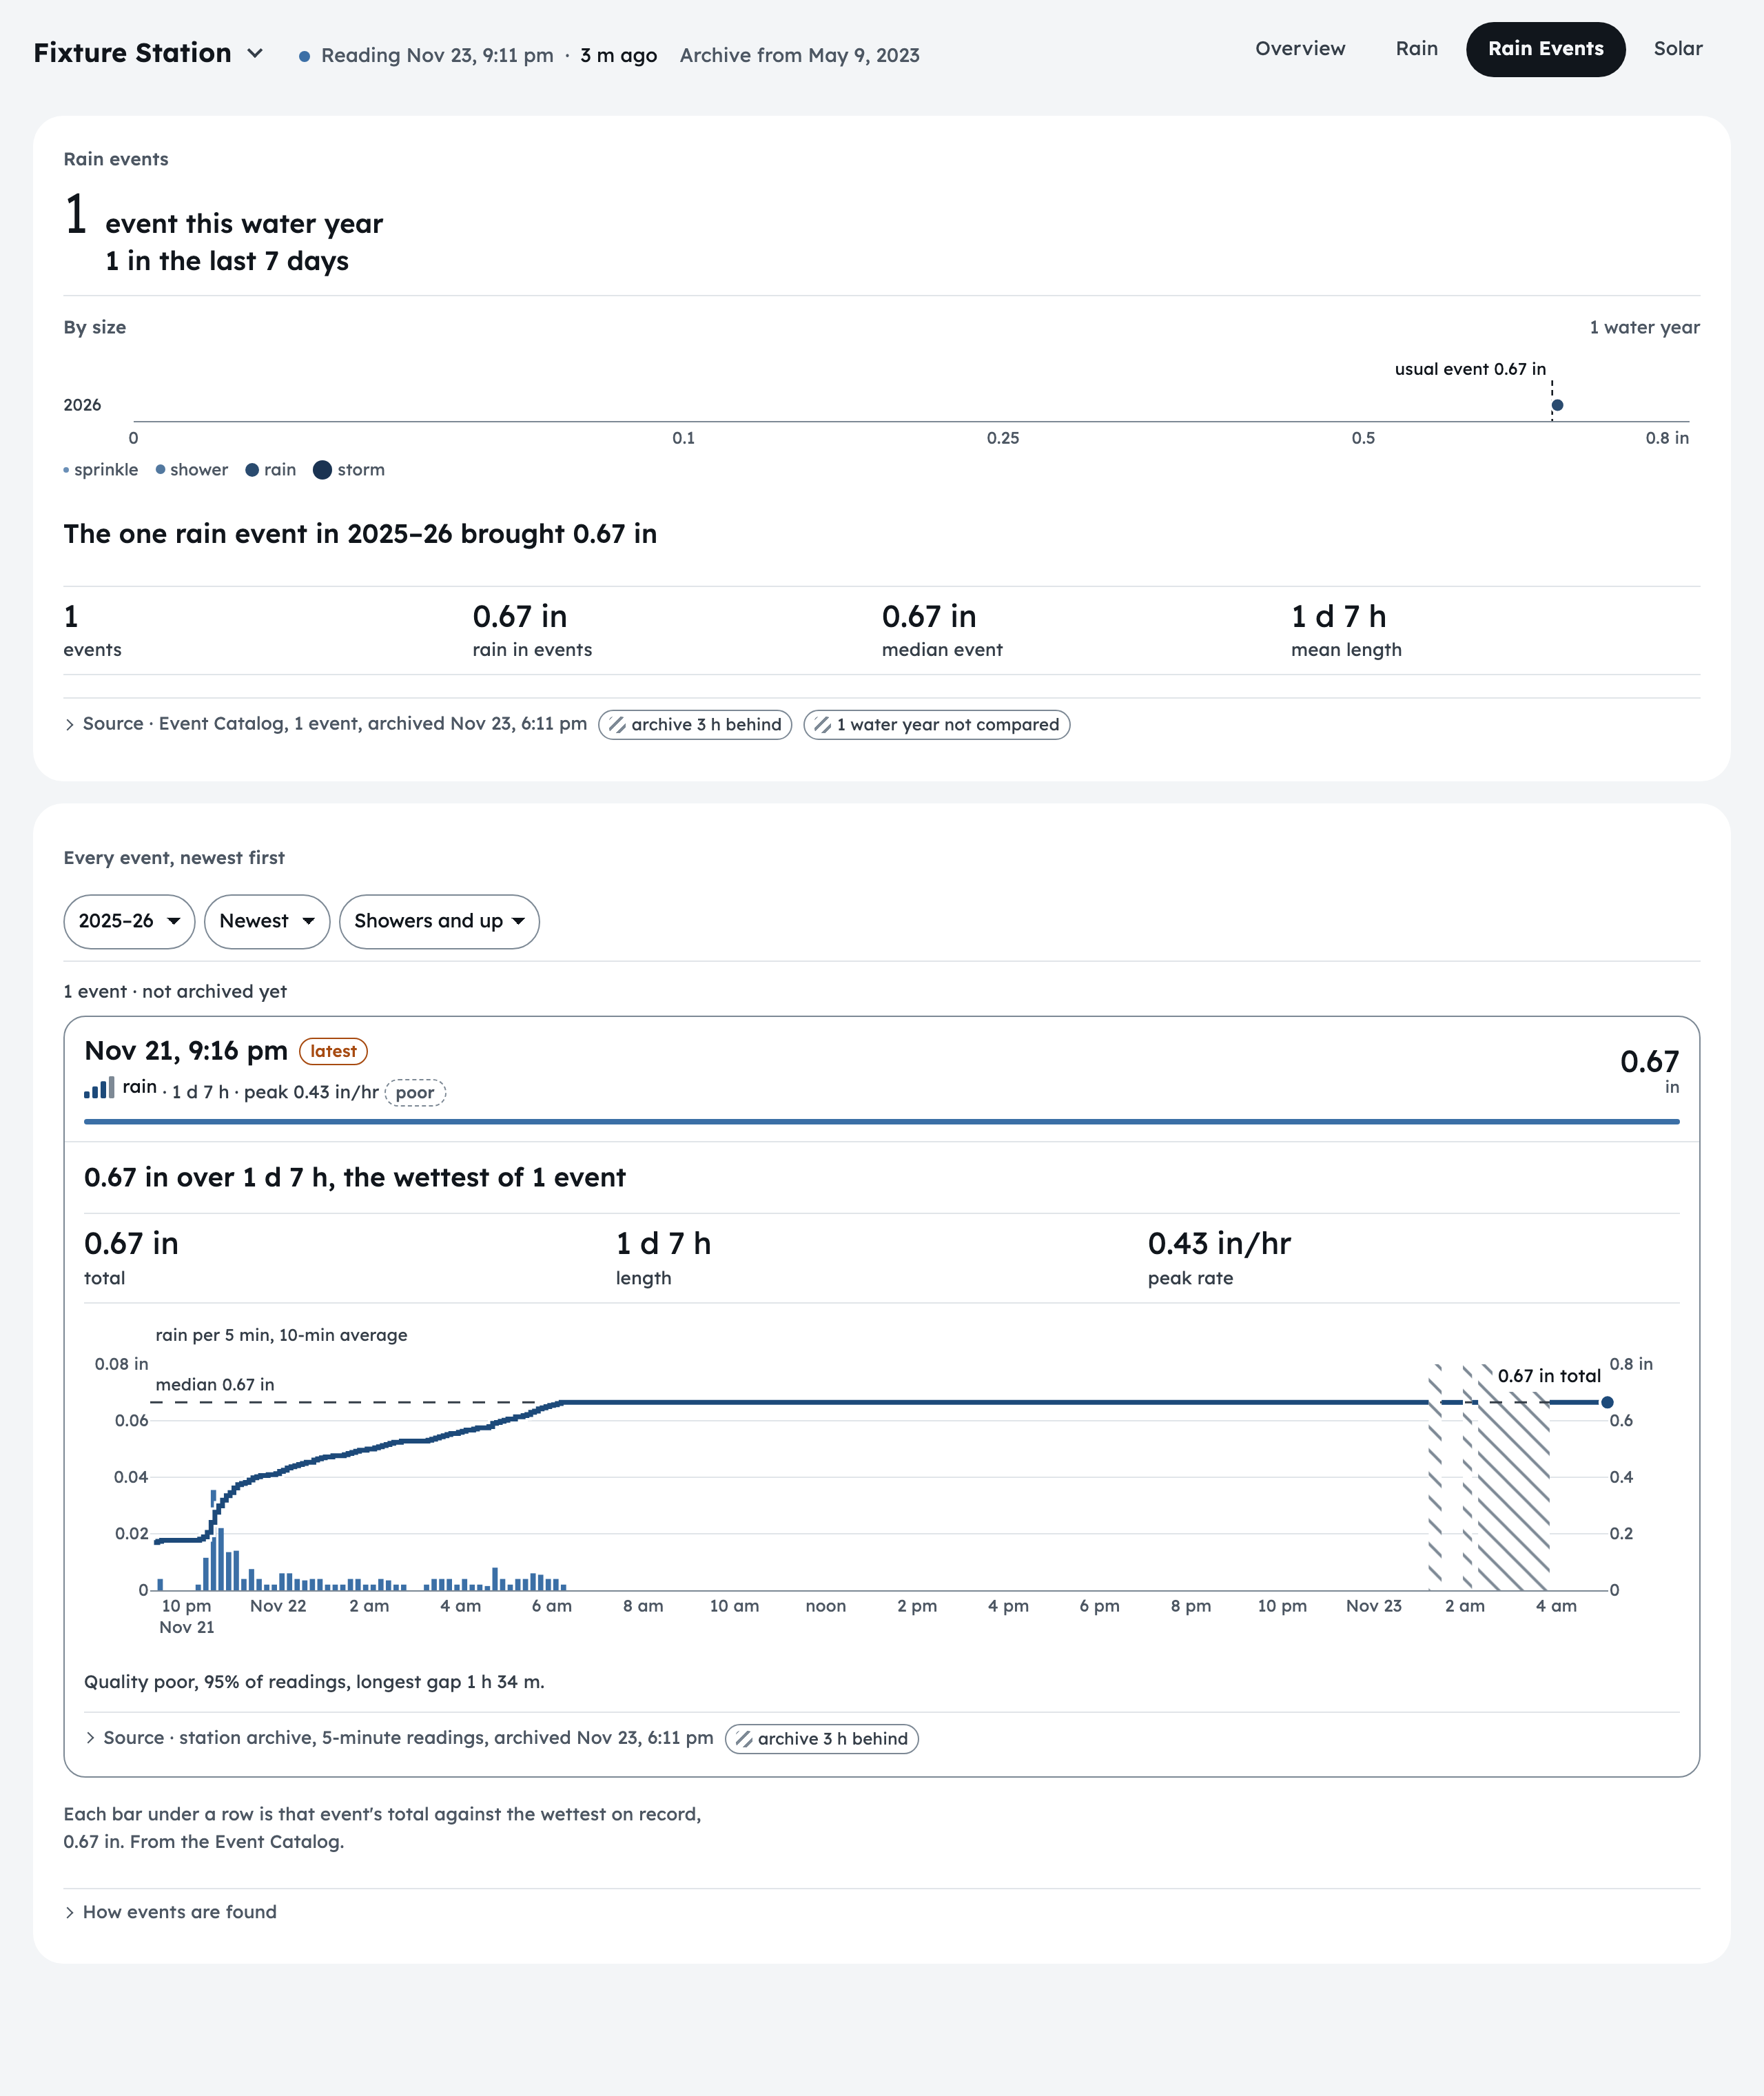 Fixture Station
Reading Nov 23, 9:11 pm · 3 m ago Archive from May 9, 2023
Overview Rain Rain Events Solar
Rain events
1 event this water year
1 in the last 7 days
By size 1 water year
usual event 0.67 in
2026
0 0.1 0.25 0.5 0.8 in
sprinkle shower rain storm
The one rain event in 2025–26 brought 0.67 in
1 0.67 in 0.67 in 1 d 7 h
events rain in events median event mean length
Source · Event Catalog, 1 event, archived Nov 23, 6:11 pm archive 3 h behind 1 water year not compared
Every event, newest first
2025–26 Newest Showers and up
1 event · not archived yet
Nov 21, 9:16 pm latest
0.67
rain · 1 d 7 h · peak 0.43 in/hr poor
in
0.67 in over 1 d 7 h, the wettest of 1 event
0.67 in 1 d 7 h 0.43 in/hr
total length peak rate
rain per 5 min, 10-min average
0.08 in 0.8 in
0.67 in total
median 0.67 in
0.06 0.6
0.04 0.4
0.02 0.2
0 0
10 pm Nov 22 2 am 4 am 6 am 8 am 10 am noon 2 pm 4 pm 6 pm 8 pm 10 pm Nov 23 2 am 4 am
Nov 21
Quality poor, 95% of readings, longest gap 1 h 34 m.
Source · station archive, 5-minute readings, archived Nov 23, 6:11 pm archive 3 h behind
Each bar under a row is that event's total against the wettest on record,
0.67 in. From the Event Catalog.
How events are found